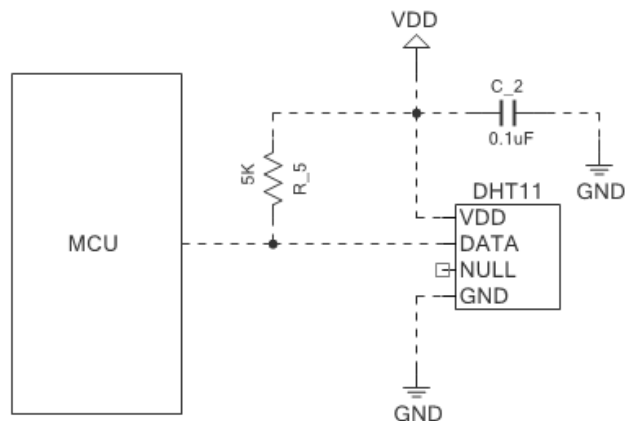 VDD
C_2
0.1uF
GND
5K
R_5
MCU
DHT11
VDD
DATA
NULL
GND
GND